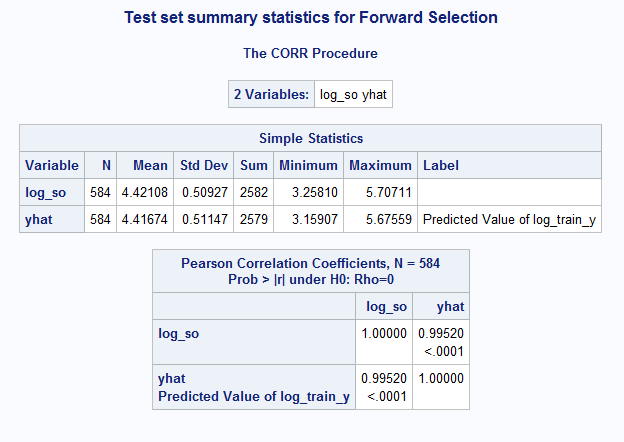 Test set summary statistics for Forward Selection
The CORR Procedure
2 Variables: log_so yhat
Simple Statistics
Variable N Mean Std Dev Sum Minimum Maximum Label
log_so 584 4.42108 0.50927 2582 3.25810 5.70711
yhat 584 4.41674 0.51147 2579 3.15907 5.67559 Predicted Value of log_train_y
Pearson Correlation Coefficients, N = 584
Prob > |r| under H0: Rho=0
log_so yhat
log_so 1.00000 0.99520
<.0001
yhat 0.99520 1.00000
Predicted Value of log_train_y <.0001